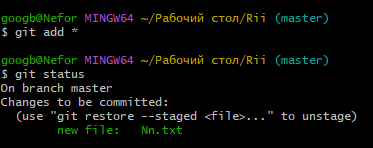 googb@Nefor MINGW64 ~/Рабочий стол/Rii (master)
$ git add *
googb@Nefor MINGW64 ~/Рабочий стол/Rii (master)
$ git status
On branch master
Changes to be committed:
  (use "git restore --staged <file>..." to unstage)
        new file:   Nn.txt